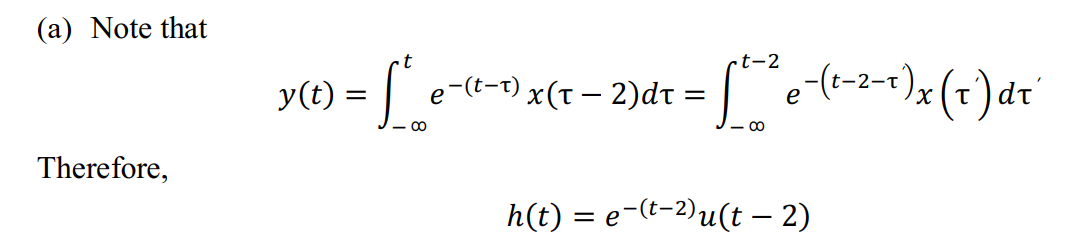 (a) Note that
y(t) = ∫_{−∞}^{t} e^{−(t−τ)} x(τ − 2)dτ = ∫_{−∞}^{t−2} e^{−(t−2−τ′)} x(τ′) dτ′
Therefore,
h(t) = e^{−(t−2)}u(t − 2)